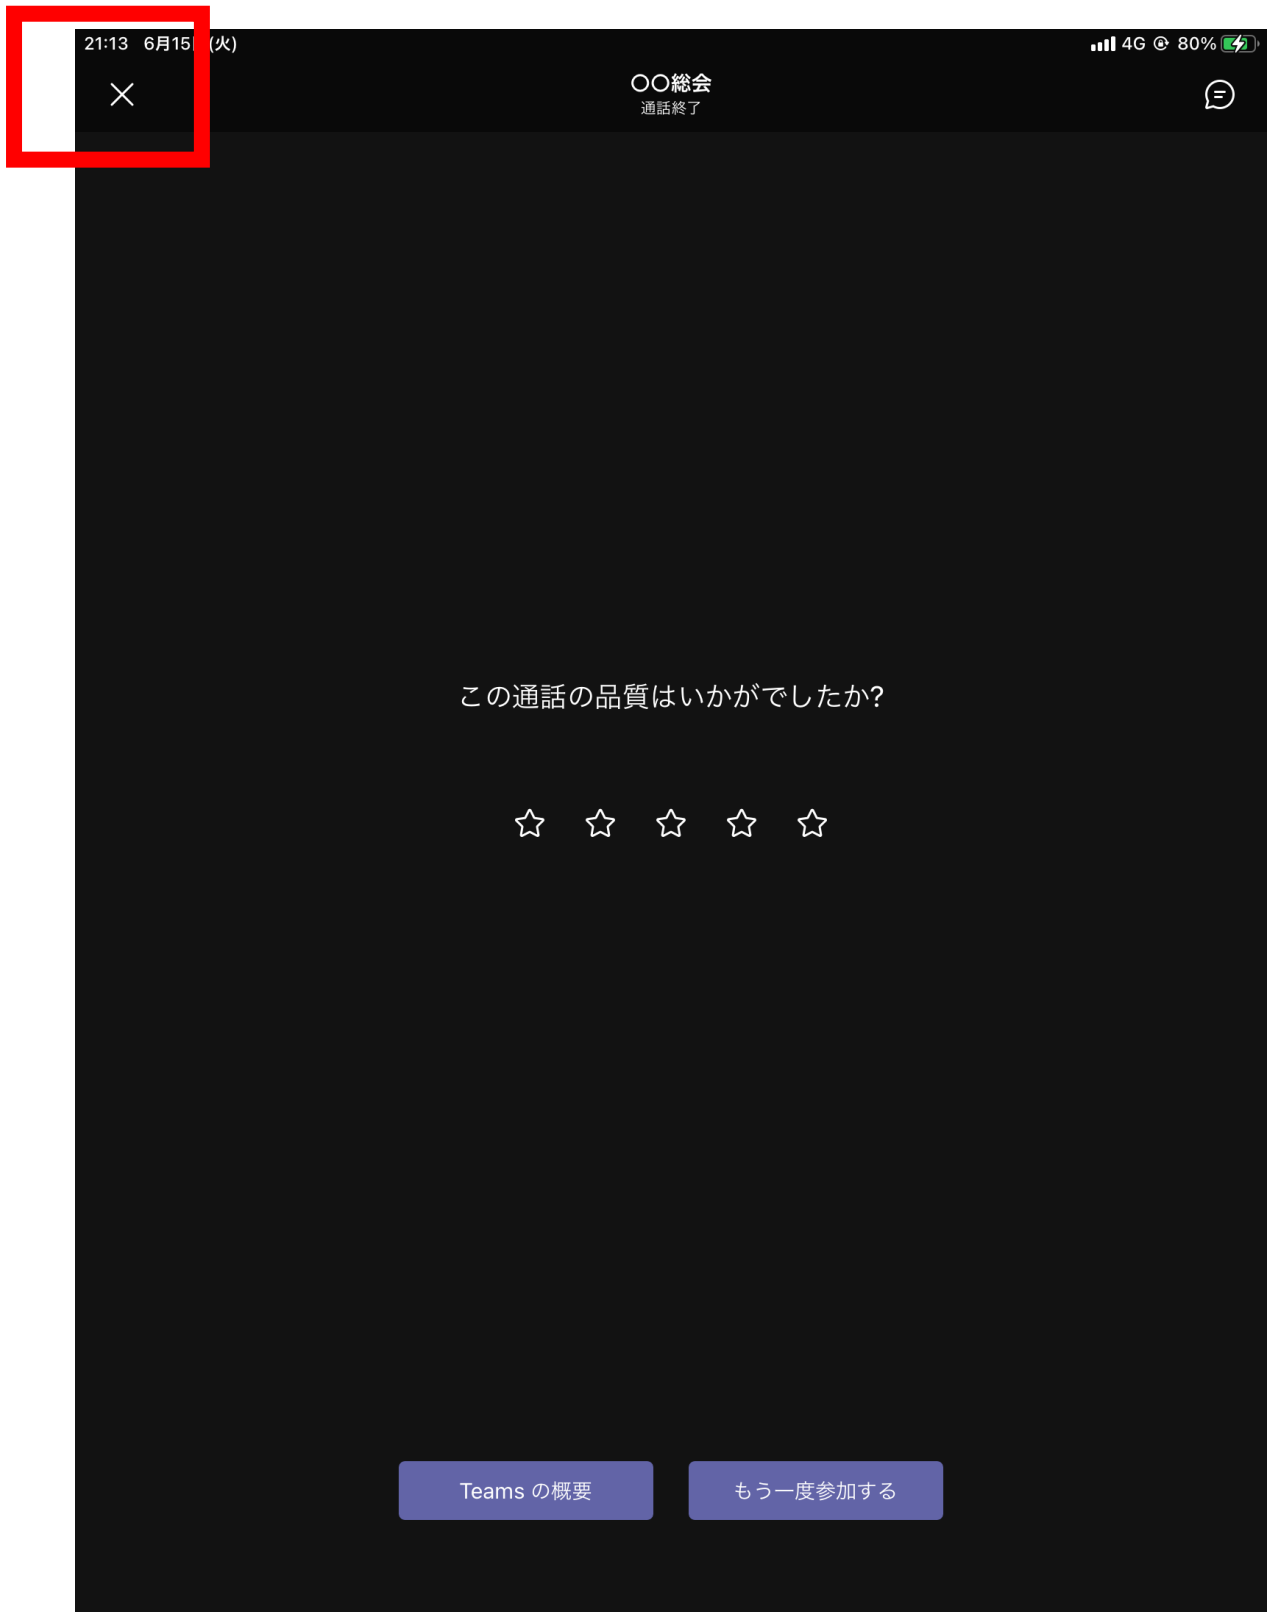 21:13 6月15 (火)
4G 80%
〇〇総会
通話終了
この通話の品質はいかがでしたか?
Teams の概要
もう一度参加する